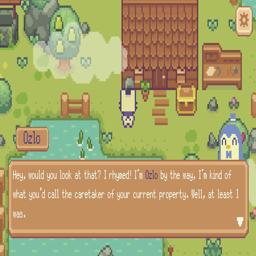 Ozlo
Hey, would you look at that? I rhymed! I'm Ozlo by the way, I'm kind of
what you'd call the caretaker of your current property. Well, at least I
was.